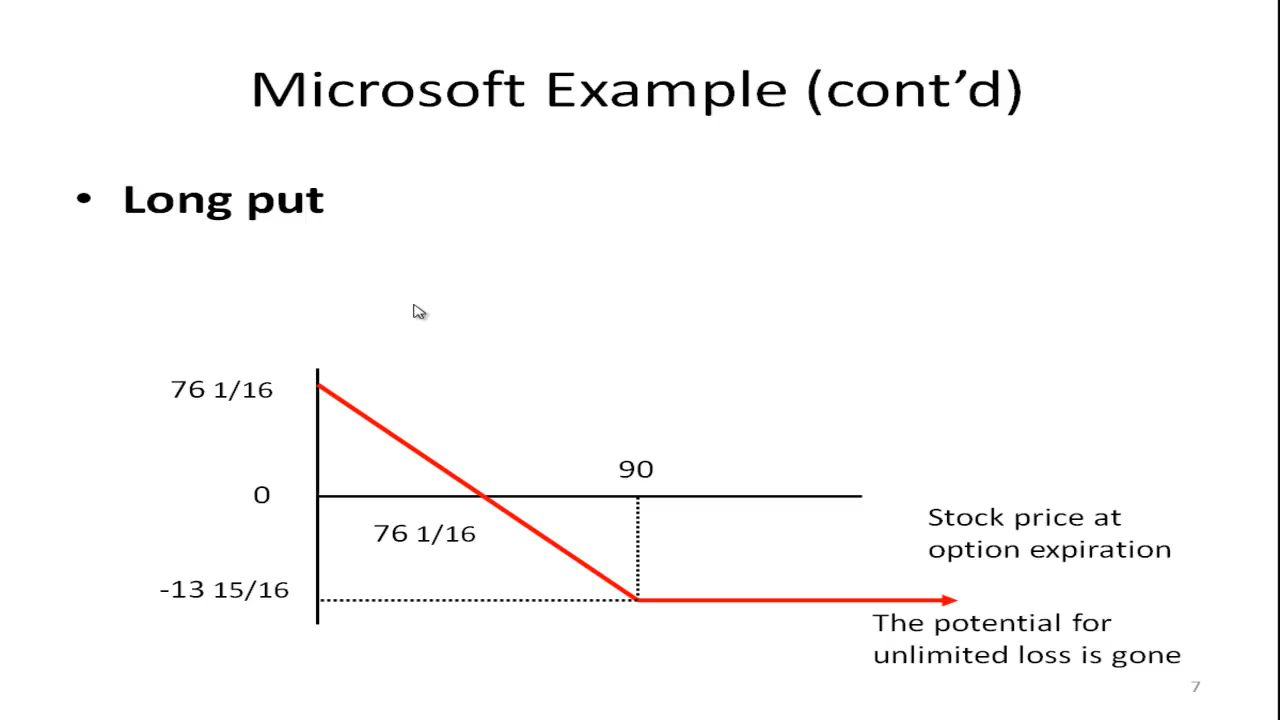 Microsoft Example (cont’d)
• Long put
76 1/16
90
0
76 1/16
Stock price at
option expiration
-13 15/16
The potential for
unlimited loss is gone
7